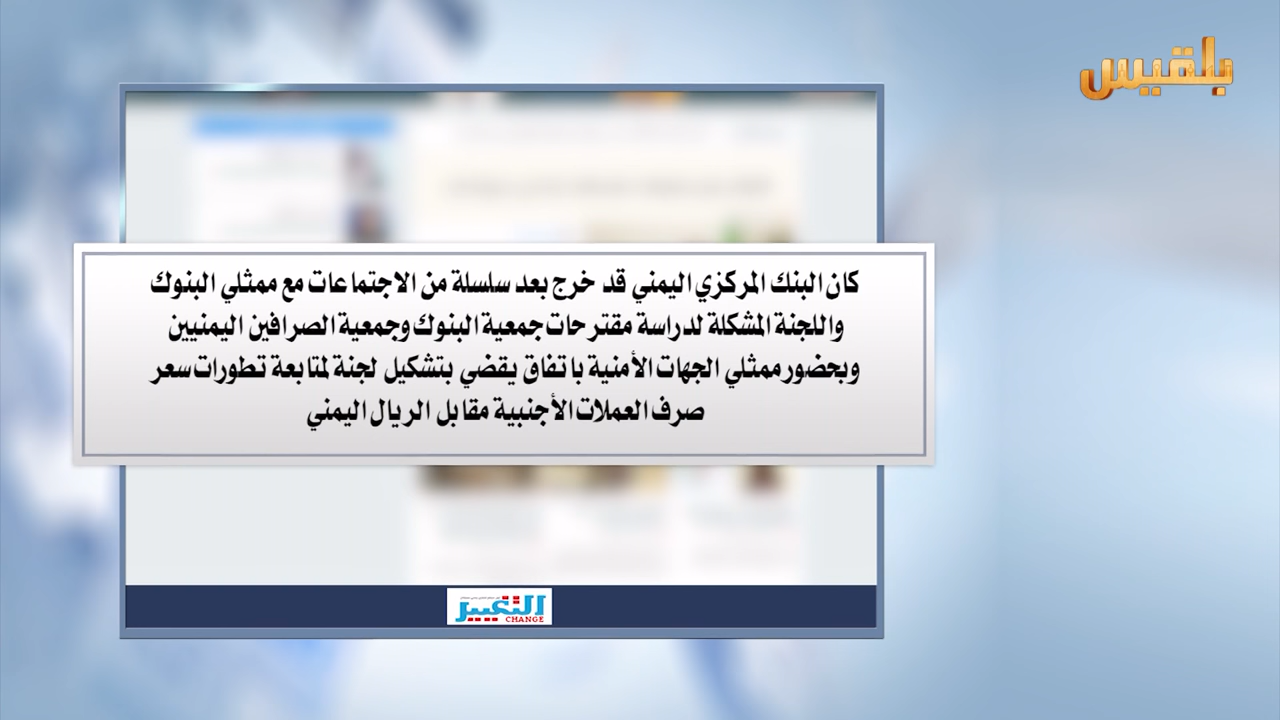 بلقيس
كان البنك المركزي اليمني قد خرج بعد سلسلة من الاجتماعات مع ممثلي البنوك
واللجنة المشكلة لدراسة مقترحات جمعية البنوك وجمعية الصرافين اليمنيين
وبحضور ممثلي الجهات الأمنية باتفاق يقضي بتشكيل لجنة لمتابعة تطورات سعر
صرف العملات الأجنبية مقابل الريال اليمني
التغيير
CHANGE